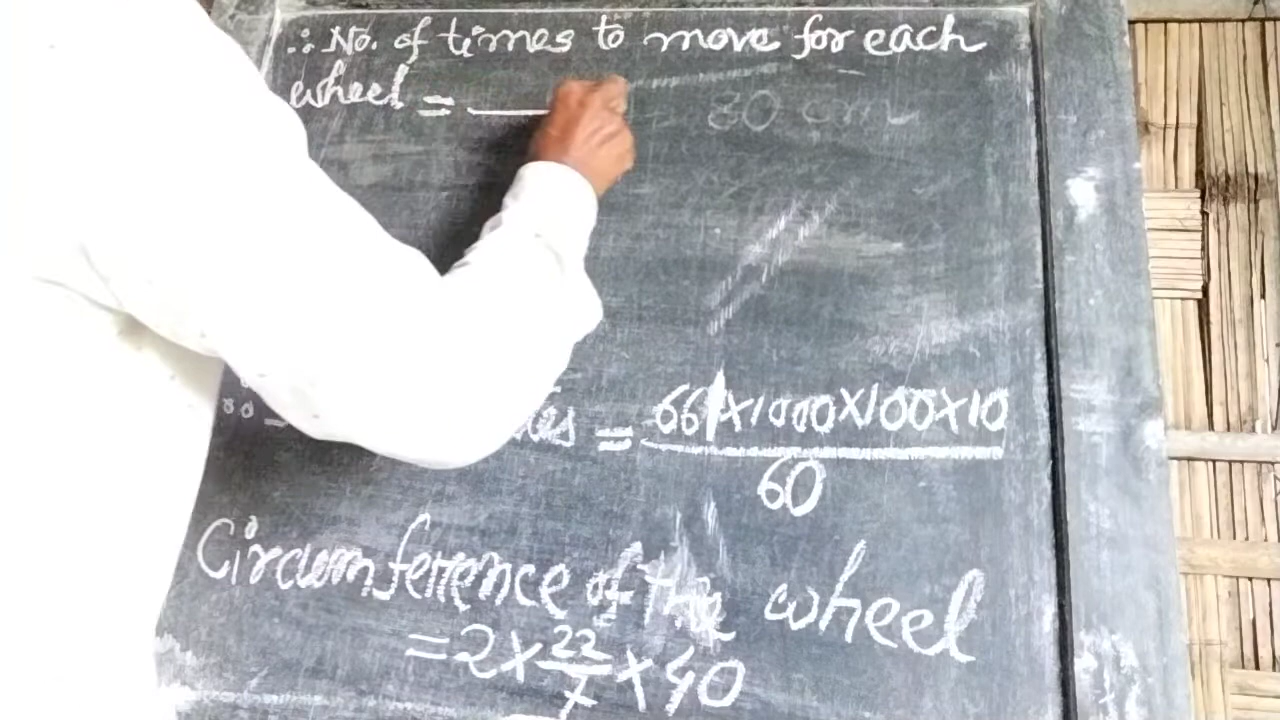 ∴ No. of times to move for each
wheel = 
80 cm
= 66 × 1000 × 100 × 10
60
Circumference of the wheel
= 2 × 22/7 × 40